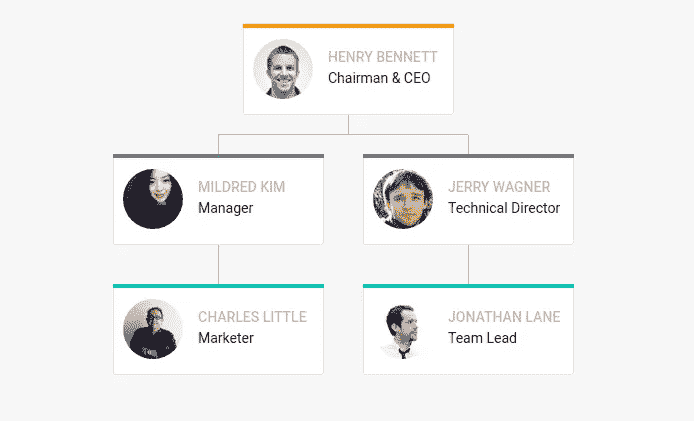 HENRY BENNETT
Chairman & CEO
MILDRED KIM
Manager
JERRY WAGNER
Technical Director
CHARLES LITTLE
Marketer
JONATHAN LANE
Team Lead